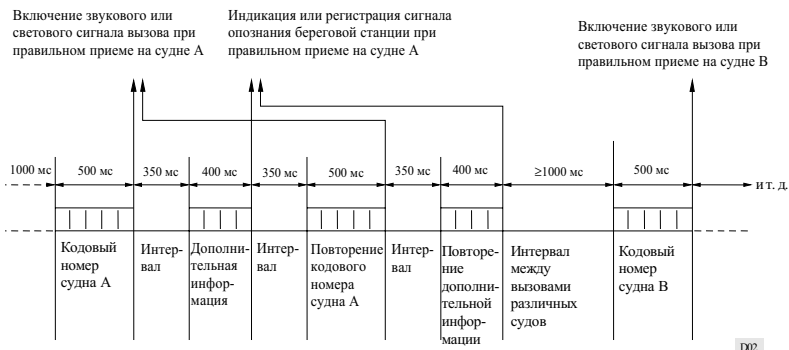 Включение звукового или
светового сигнала вызова при
правильном приеме на судне А
Индикация или регистрация сигнала
опознания береговой станции при
правильном приеме на судне А
Включение звукового или
светового сигнала вызова при
правильном приеме на судне В
1000 мс
500 мс
350 мс
400 мс
350 мс
500 мс
350 мс
400 мс
≥1000 мс
500 мс
и т. д.
Кодовый
номер
судна А
Интер-
вал
Дополни-
тельная
инфор-
мация
Интер-
вал
Повторение
кодового
номера
судна А
Интер-
вал
Повторе-
ние
дополни-
тельной
инфор-
мации
Интервал
между
вызовами
различных
судов
Кодовый
номер
судна В
D02